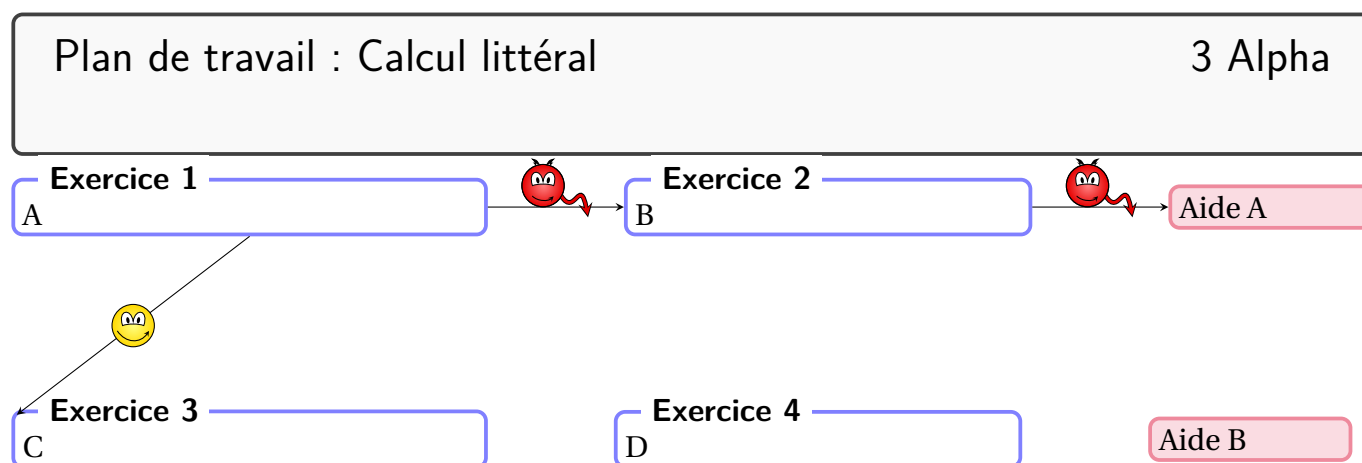 Plan de travail : Calcul littéral 3 Alpha
Exercice 1 Exercice 2
A B Aide A
Exercice 3 Exercice 4
C D Aide B